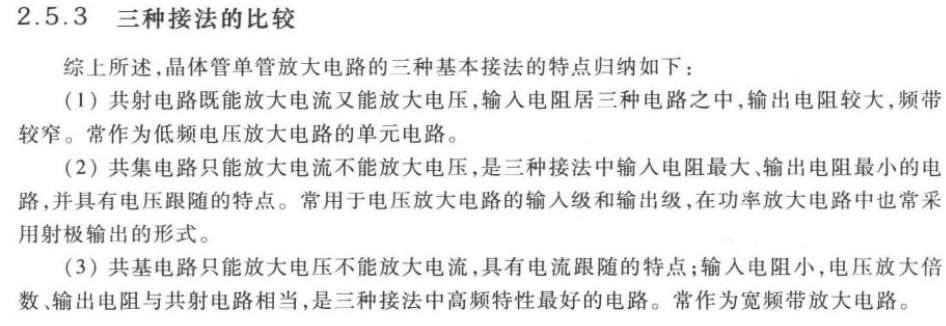 2.5.3 三种接法的比较
综上所述,晶体管单管放大电路的三种基本接法的特点归纳如下:
(1) 共射电路既能放大电流又能放大电压,输入电阻居三种电路之中,输出电阻较大,频带
较窄。常作为低频电压放大电路的单元电路。
(2) 共集电路只能放大电流不能放大电压,是三种接法中输入电阻最大、输出电阻最小的电
路,并具有电压跟随的特点。常用于电压放大电路的输入级和输出级,在功率放大电路中也常采
用射极输出的形式。
(3) 共基电路只能放大电压不能放大电流,具有电流跟随的特点;输入电阻小,电压放大倍
数、输出电阻与共射电路相当,是三种接法中高频特性最好的电路。常作为宽频带放大电路。